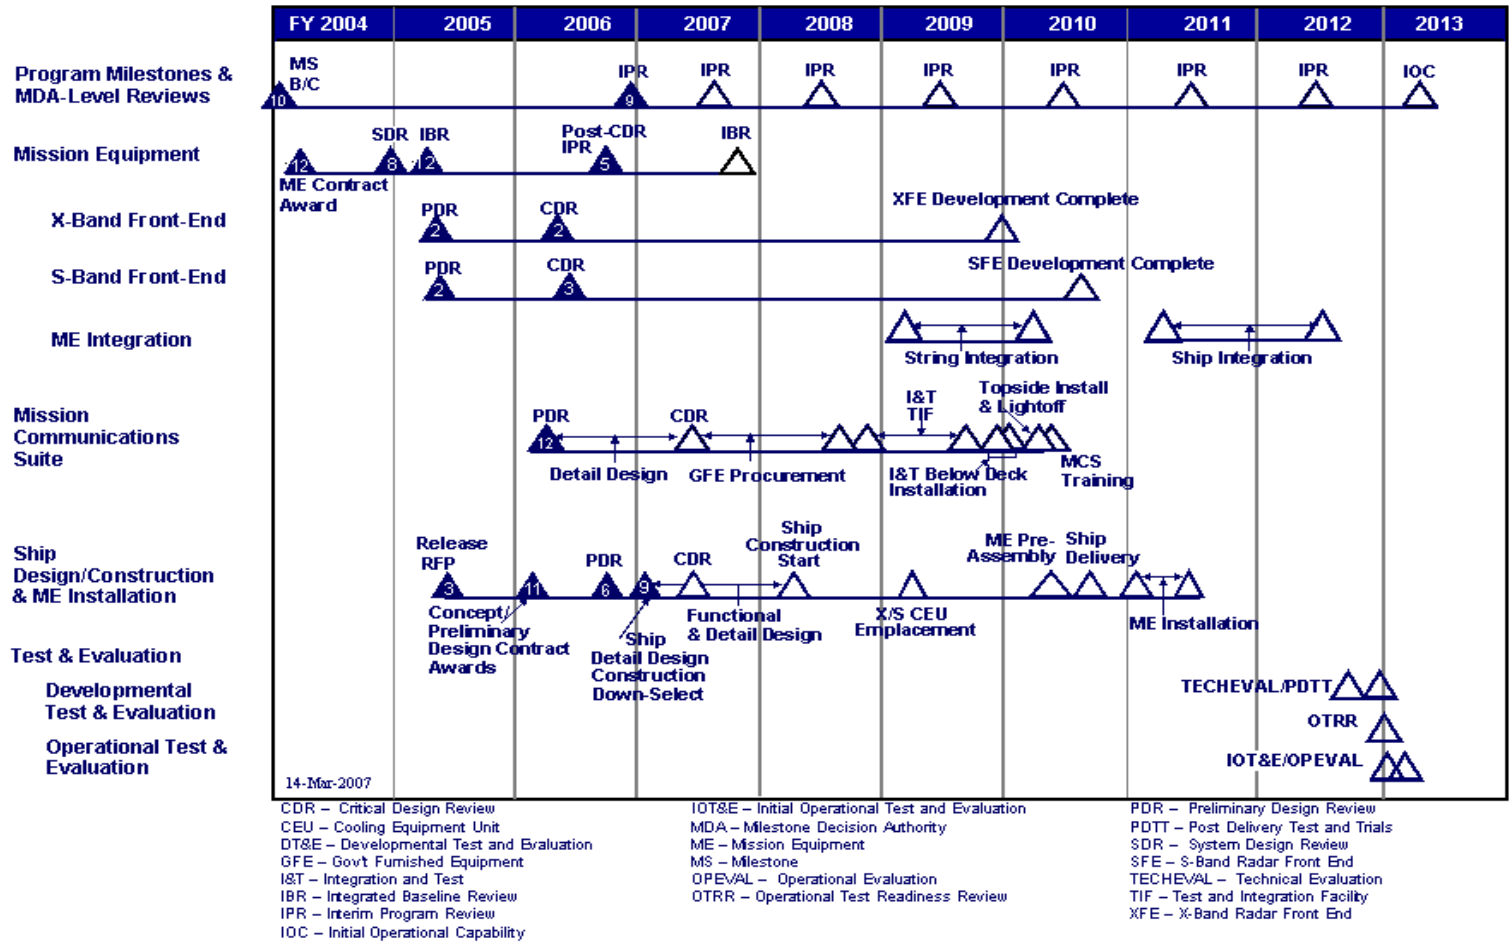 FY 2004 2005 2006 2007 2008 2009 2010 2011 2012 2013
Program Milestones &
MDA-Level Reviews
MS
B/C
10
IPR
9
IPR
IPR
IPR
IPR
IPR
IPR
IOC
Mission Equipment
12
ME Contract
Award
SDR
8
IBR
12
Post-CDR
IPR
5
IBR
X-Band Front-End
PDR
2
CDR
2
XFE Development Complete
S-Band Front-End
PDR
2
CDR
3
SFE Development Complete
ME Integration
String Integration
Ship Integration
Mission
Communications
Suite
PDR
12
Detail Design
CDR
GFE Procurement
I&T
TIF
Topside Install
& Lightoff
I&T Below Deck
Installation
MCS
Training
Ship
Design/Construction
& ME Installation
Release
RFP
3
11
Concept/
Preliminary
Design Contract
Awards
PDR
6
9
Ship
Detail Design
Construction
Down-Select
CDR
Functional
& Detail Design
Ship
Construction
Start
X/S CEU
Emplacement
ME Pre-
Assembly
Ship
Delivery
ME Installation
Test & Evaluation
Developmental
Test & Evaluation
TECHEVAL/PDTT
OTRR
Operational Test &
Evaluation
IOT&E/OPEVAL
14-Mar-2007
CDR – Critical Design Review
CEU – Cooling Equipment Unit
DT&E – Developmental Test and Evaluation
GFE – Gov't Furnished Equipment
I&T – Integration and Test
IBR – Integrated Baseline Review
IPR – Interim Program Review
IOC – Initial Operational Capability
IOT&E – Initial Operational Test and Evaluation
MDA – Milestone Decision Authority
ME – Mission Equipment
MS – Milestone
OPEVAL – Operational Evaluation
OTRR – Operational Test Readiness Review
PDR – Preliminary Design Review
PDTT – Post Delivery Test and Trials
SDR – System Design Review
SFE – S-Band Radar Front End
TECHEVAL – Technical Evaluation
TIF – Test and Integration Facility
XFE – X-Band Radar Front End